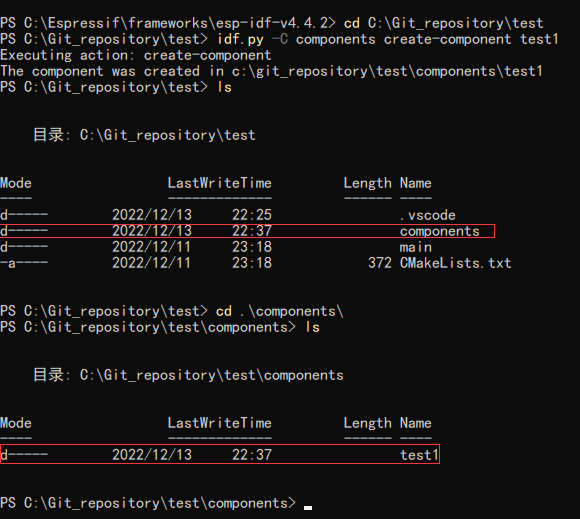 PS C:\Espressif\frameworks\esp-idf-v4.4.2> cd C:\Git_repository\test
PS C:\Git_repository\test> idf.py -C components create-component test1
Executing action: create-component
The component was created in c:\git_repository\test\components\test1
PS C:\Git_repository\test> ls
目录: C:\Git_repository\test
Mode LastWriteTime Length Name
---- ------------- ------ ----
d----- 2022/12/13 22:25 .vscode
d----- 2022/12/13 22:37 components
d----- 2022/12/11 23:18 main
-a---- 2022/12/11 23:18 372 CMakeLists.txt
PS C:\Git_repository\test> cd .\components\
PS C:\Git_repository\test\components> ls
目录: C:\Git_repository\test\components
Mode LastWriteTime Length Name
---- ------------- ------ ----
d----- 2022/12/13 22:37 test1
PS C:\Git_repository\test\components>